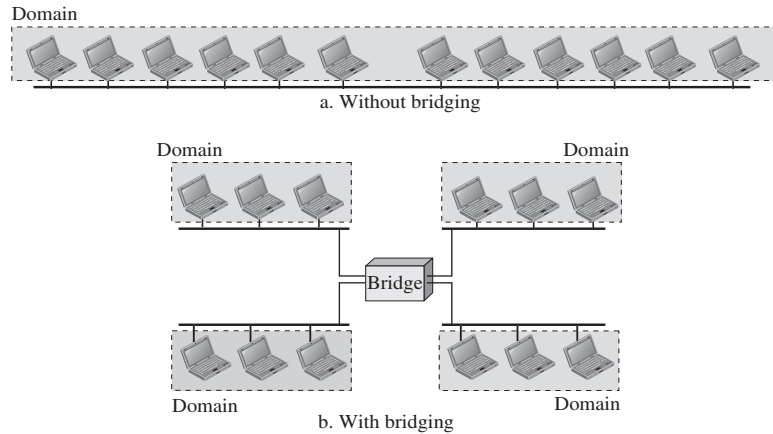 Domain
a. Without bridging
Domain
Domain
Bridge
Domain
Domain
b. With bridging